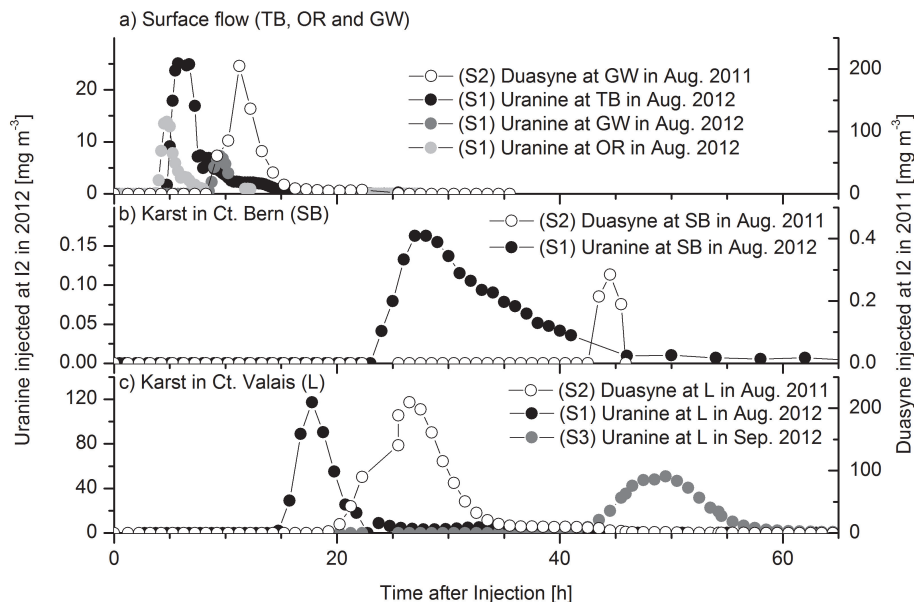 a) Surface flow (TB, OR and GW)
(S2) Duasyne at GW in Aug. 2011
(S1) Uranine at TB in Aug. 2012
(S1) Uranine at GW in Aug. 2012
(S1) Uranine at OR in Aug. 2012
20
10
0
200
100
0
b) Karst in Ct. Bern (SB)
(S2) Duasyne at SB in Aug. 2011
(S1) Uranine at SB in Aug. 2012
0.15
0.10
0.05
0.00
0.4
0.2
0.0
c) Karst in Ct. Valais (L)
(S2) Duasyne at L in Aug. 2011
(S1) Uranine at L in Aug. 2012
(S3) Uranine at L in Sep. 2012
120
80
40
0
200
100
0
0 20 40 60
Time after Injection [h]
Uranine injected at I2 in 2012 [mg m⁻³]
Duasyne injected at I2 in 2011 [mg m⁻³]